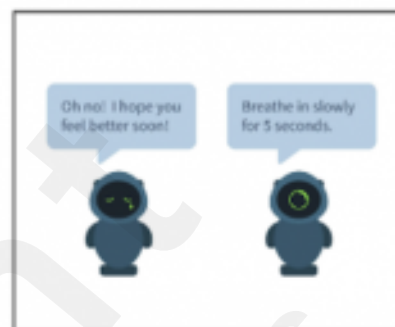 Oh no! I hope you
feel better soon!
Breathe in slowly
for 5 seconds.